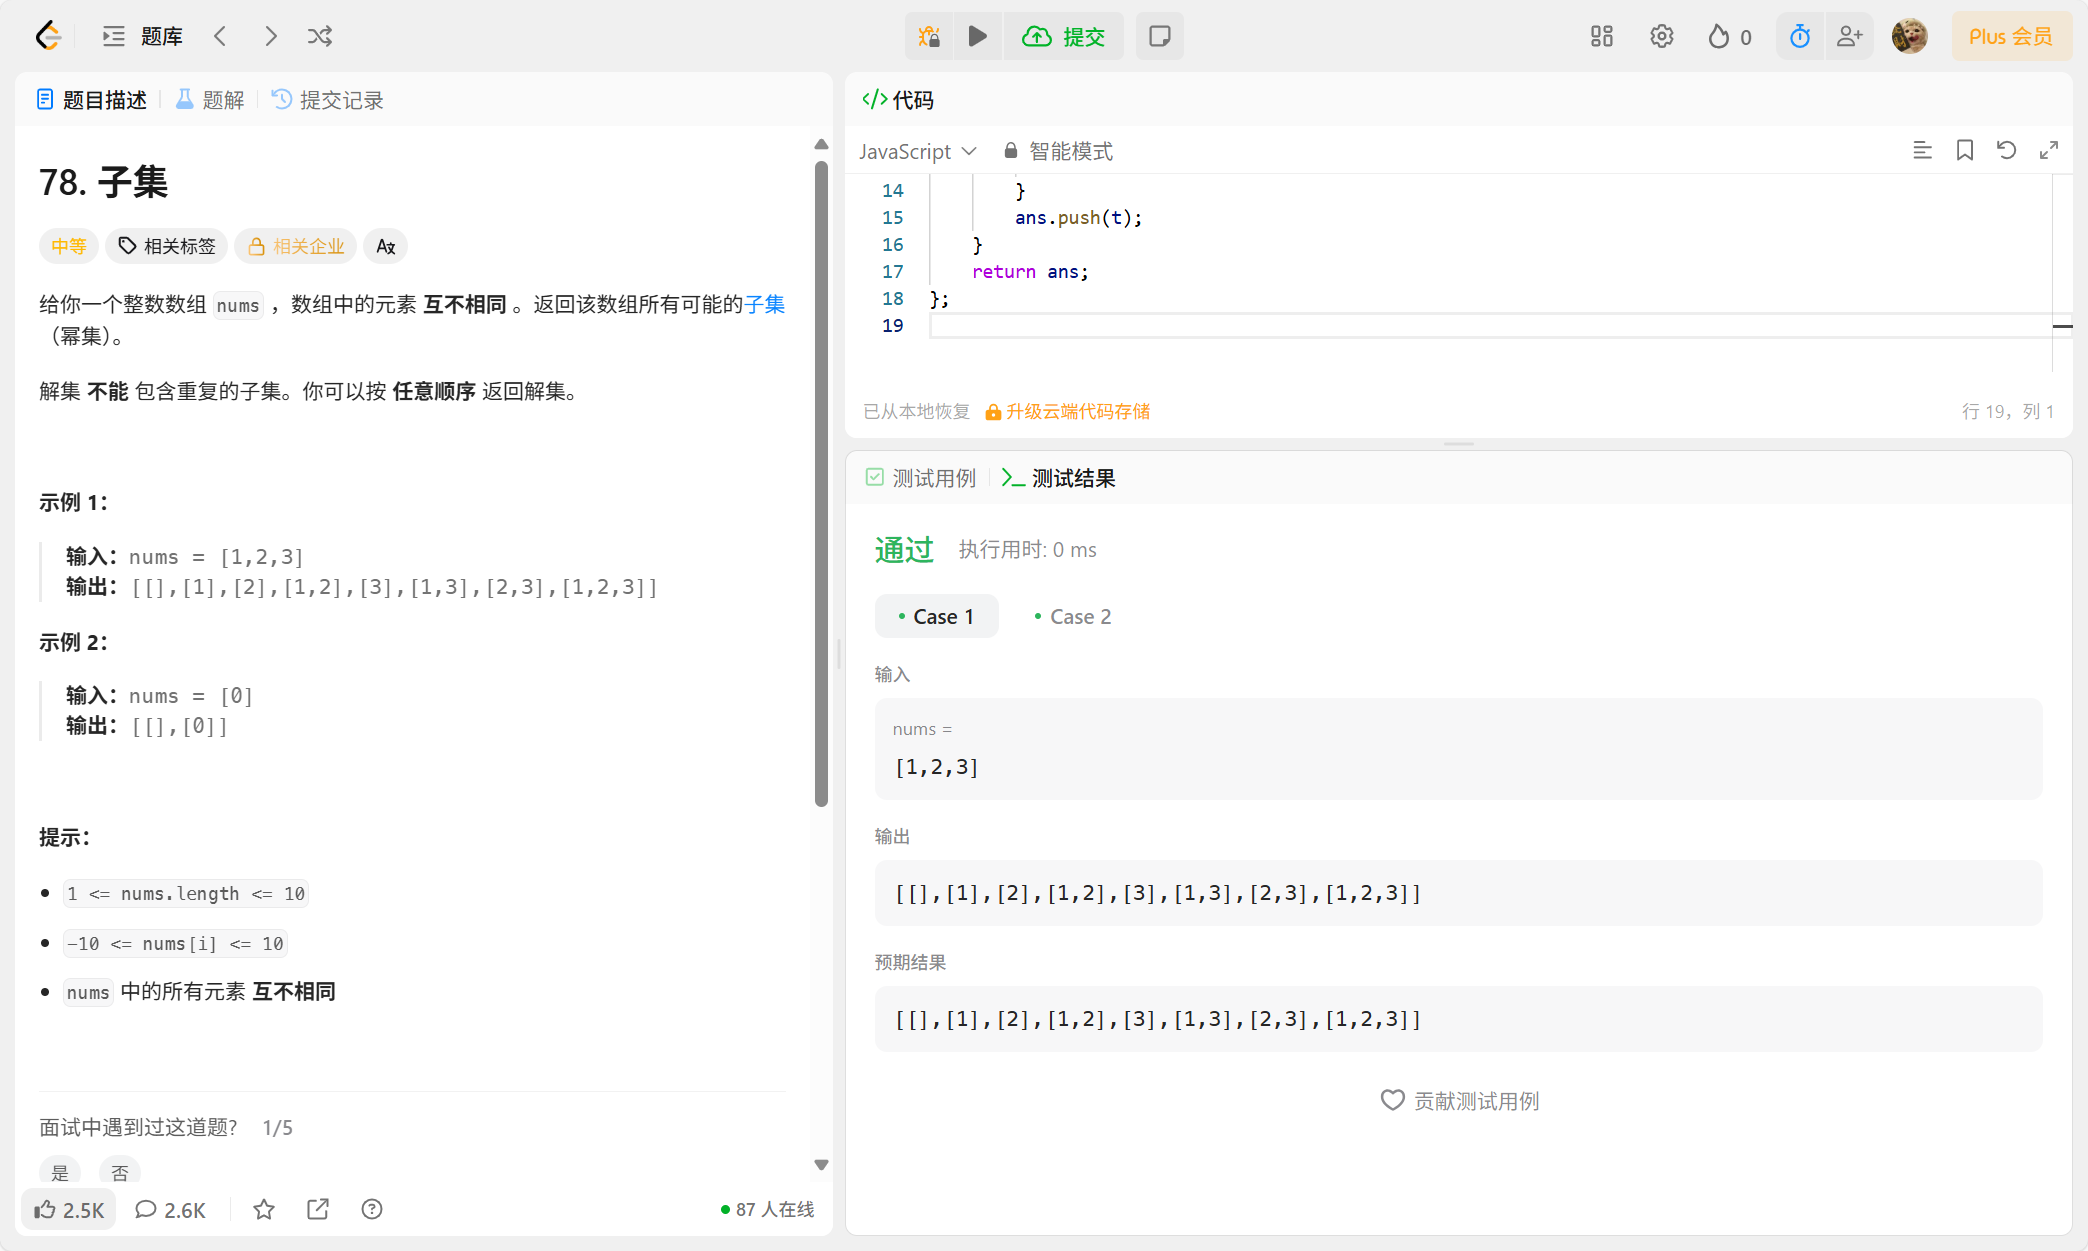 题库
提交
0
Plus 会员
题目描述
题解
提交记录
78. 子集
中等
相关标签
相关企业
给你一个整数数组 nums ，数组中的元素 互不相同 。返回该数组所有可能的子集
（幂集）。
解集 不能 包含重复的子集。你可以按 任意顺序 返回解集。
示例 1：
输入：nums = [1,2,3]
输出：[[],[1],[2],[1,2],[3],[1,3],[2,3],[1,2,3]]
示例 2：
输入：nums = [0]
输出：[[],[0]]
提示：
1 <= nums.length <= 10
-10 <= nums[i] <= 10
nums 中的所有元素 互不相同
面试中遇到过这道题? 1/5
是
否
2.5K
2.6K
87 人在线
</> 代码
JavaScript
智能模式
14 }
15 ans.push(t);
16 }
17 return ans;
18 };
19
已从本地恢复
升级云端代码存储
行 19，列 1
测试用例
测试结果
通过
执行用时: 0 ms
Case 1
Case 2
输入
nums =
[1,2,3]
输出
[[],[1],[2],[1,2],[3],[1,3],[2,3],[1,2,3]]
预期结果
[[],[1],[2],[1,2],[3],[1,3],[2,3],[1,2,3]]
贡献测试用例